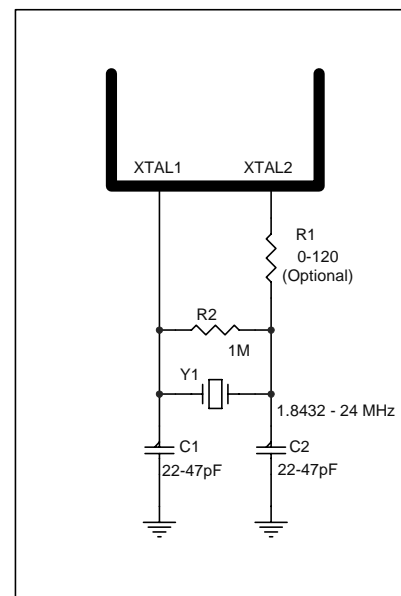 XTAL1 XTAL2
R1
0-120
(Optional)
R2
1M
Y1
1.8432 - 24 MHz
C1 C2
22-47pF 22-47pF